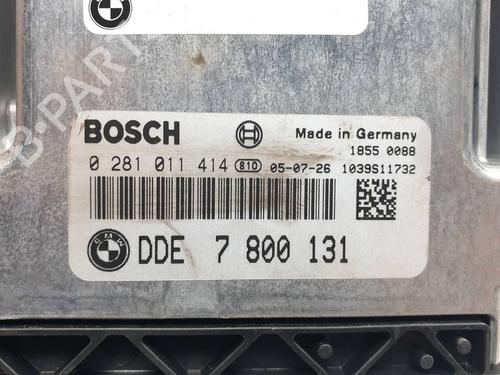 B-PARTS
BOSCH
Made in Germany
1855 0088
0 281 011 414 810 05-07-26 1039S11732
BMW
DDE 7 800 131